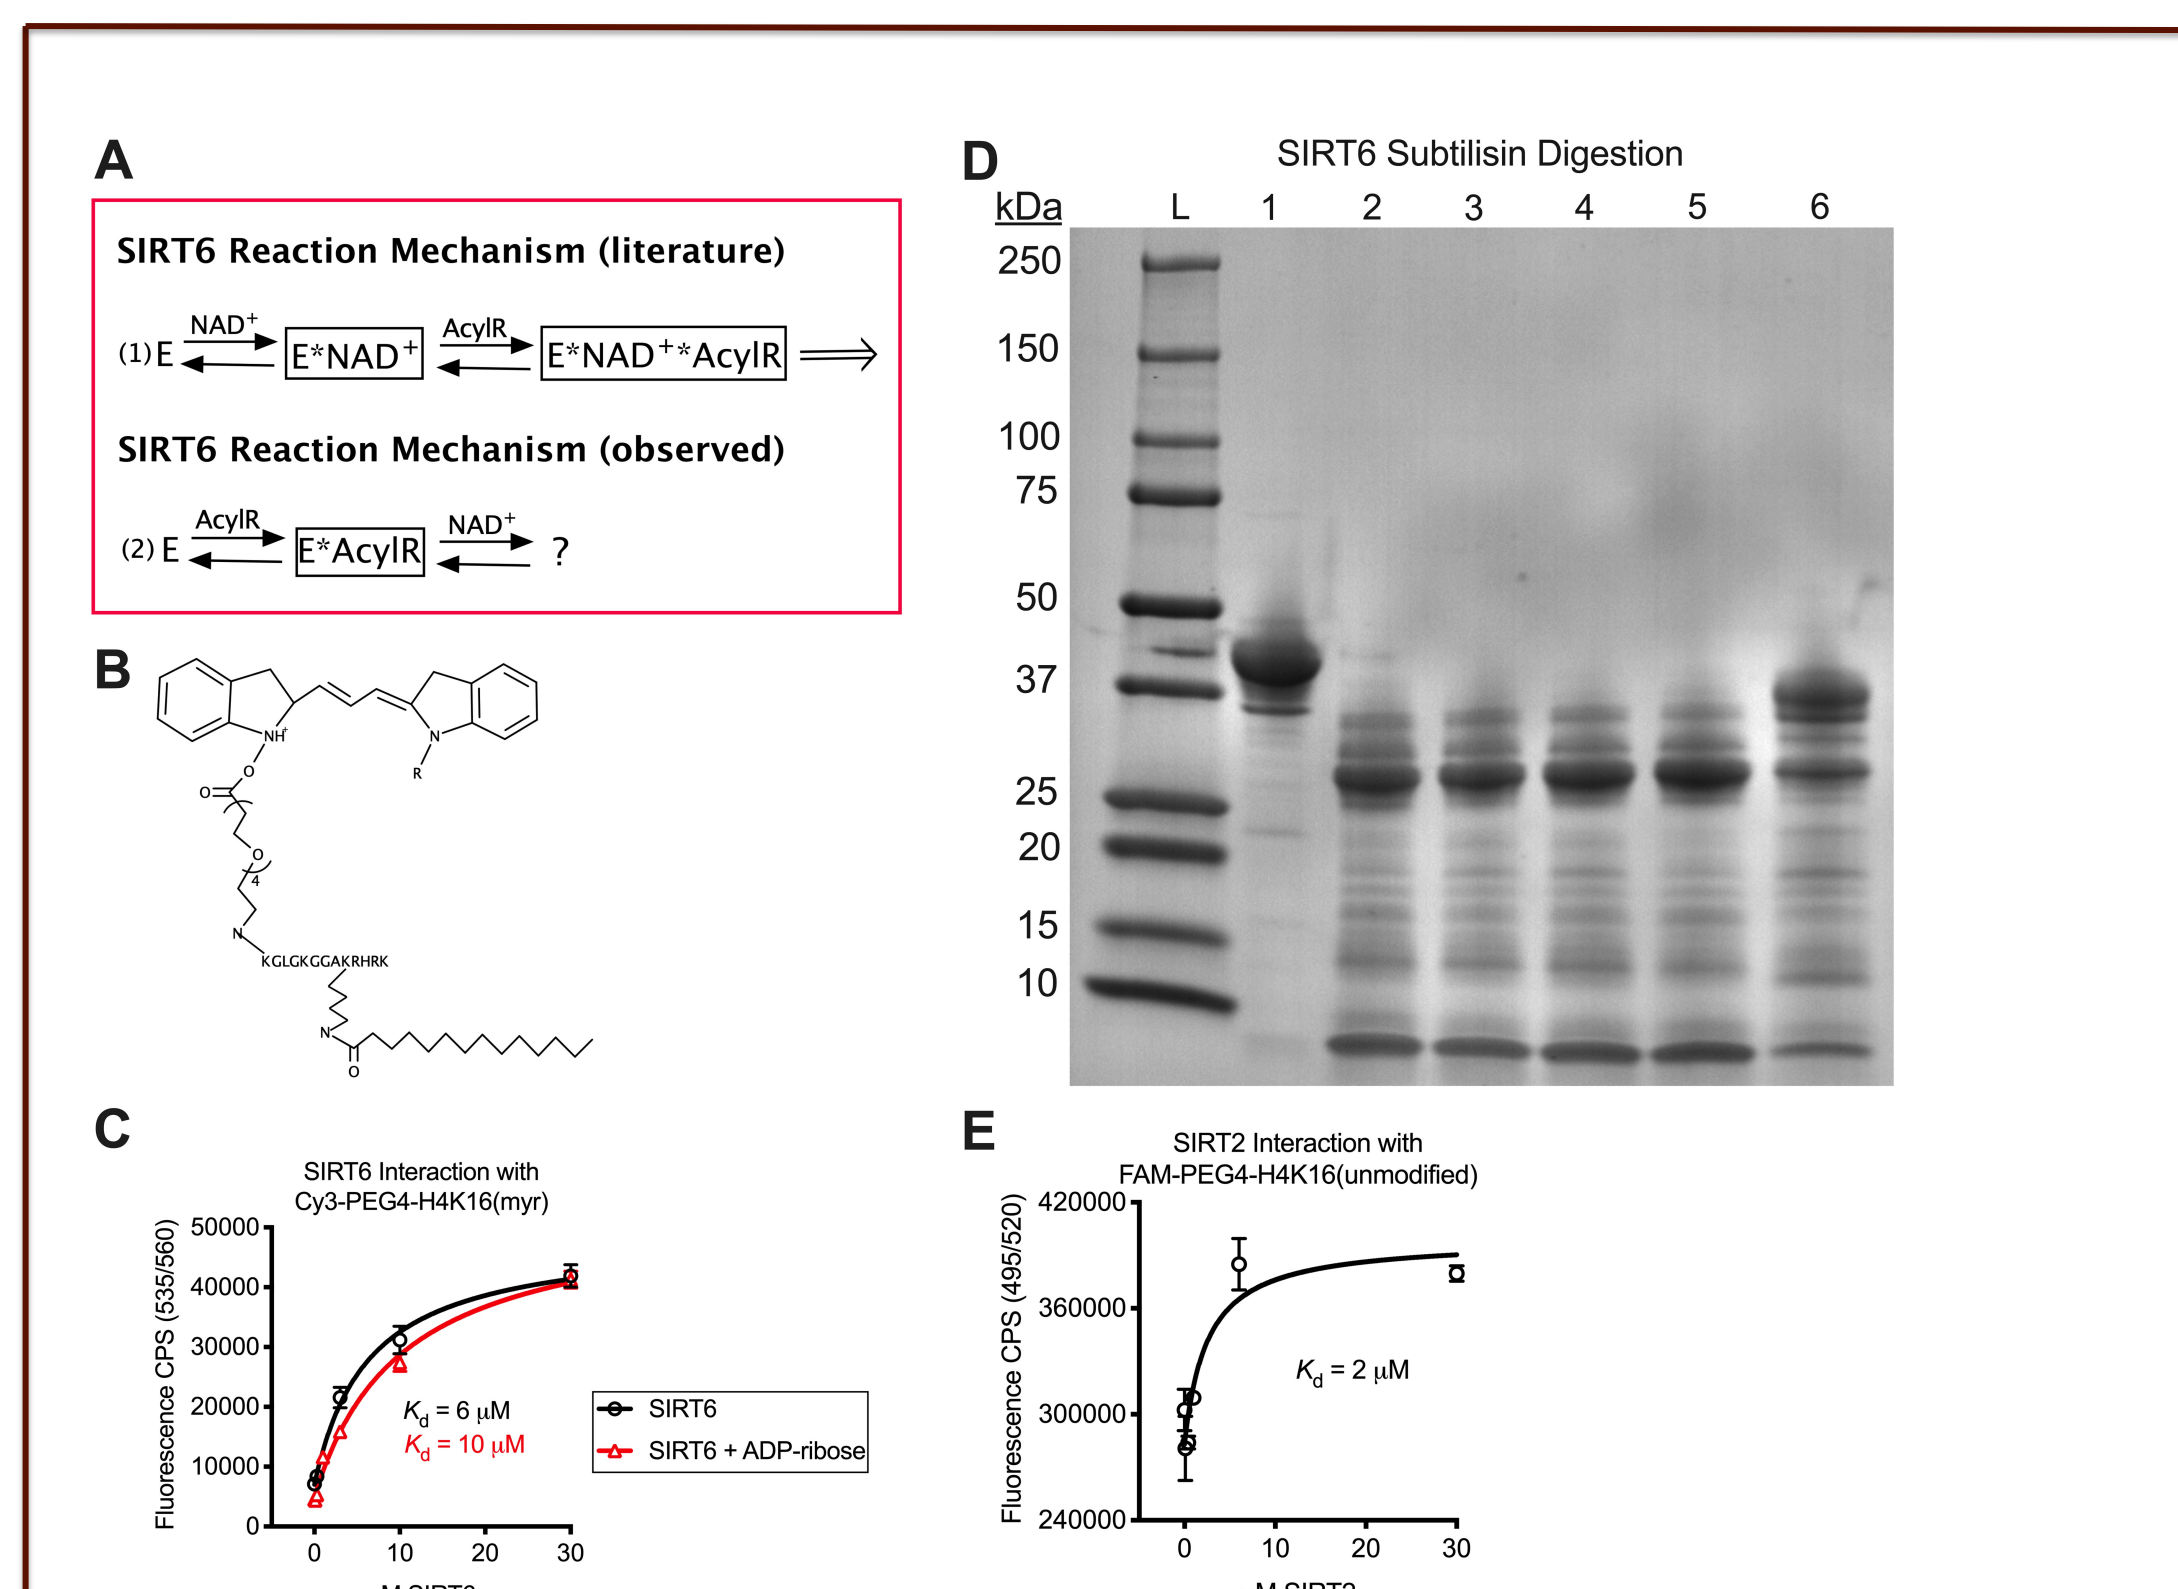 A
SIRT6 Reaction Mechanism (literature)
(1) E NAD+ E*NAD+ AcylR E*NAD+*AcylR
SIRT6 Reaction Mechanism (observed)
(2) E AcylR E*AcylR NAD+ ?
B
NH+
N
R
O
O
O
4
N
KGLGKGGAKRHRK
N
O
C
SIRT6 Interaction with
Cy3-PEG4-H4K16(myr)
Fluorescence CPS (535/560)
50000
40000
30000
20000
10000
0
0 10 20 30
Kd = 6 μM
Kd = 10 μM
SIRT6
SIRT6 + ADP-ribose
D
SIRT6 Subtilisin Digestion
kDa L 1 2 3 4 5 6
250
150
100
75
50
37
25
20
15
10
E
SIRT2 Interaction with
FAM-PEG4-H4K16(unmodified)
Fluorescence CPS (495/520)
420000
360000
300000
240000
Kd = 2 μM
0 10 20 30